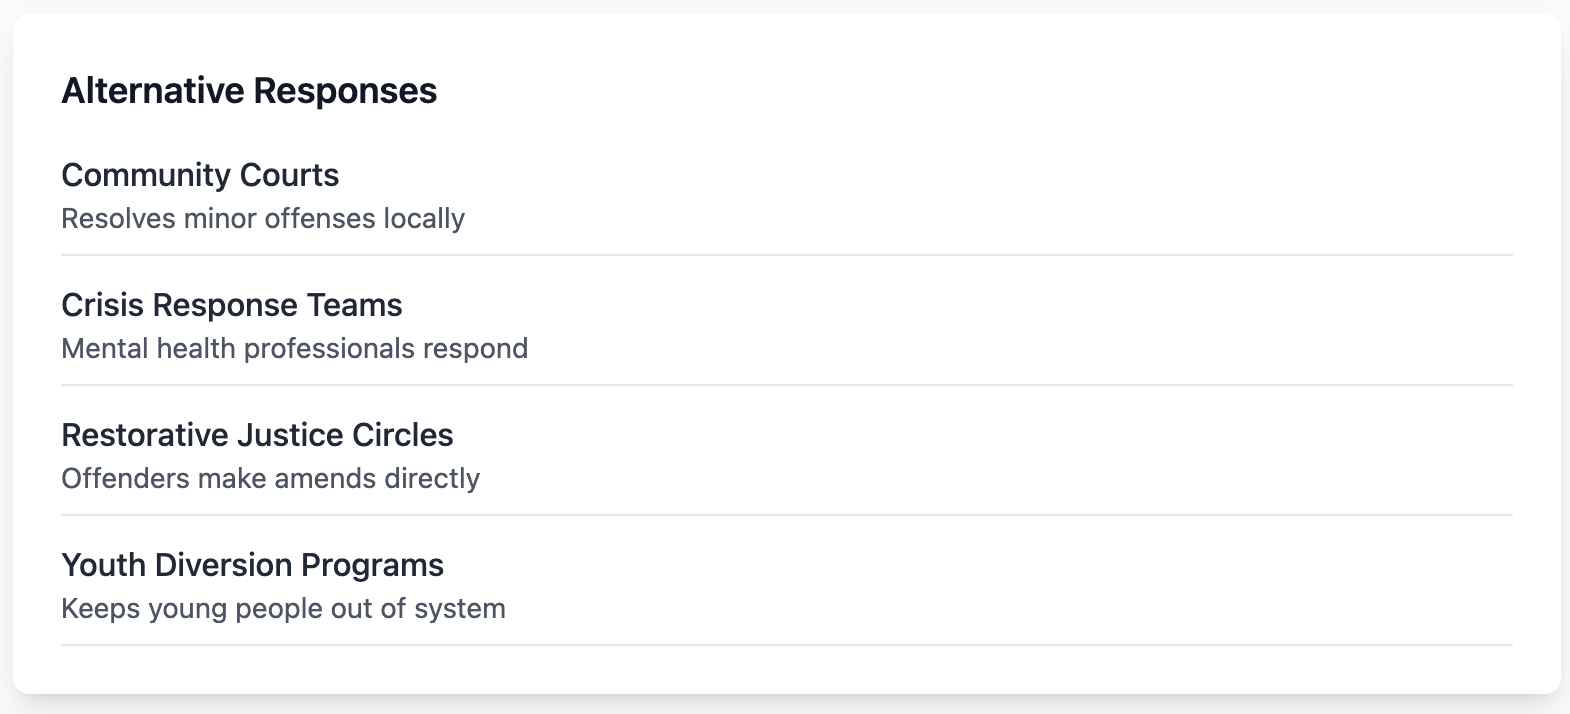 Alternative Responses
Community Courts
Resolves minor offenses locally
Crisis Response Teams
Mental health professionals respond
Restorative Justice Circles
Offenders make amends directly
Youth Diversion Programs
Keeps young people out of system